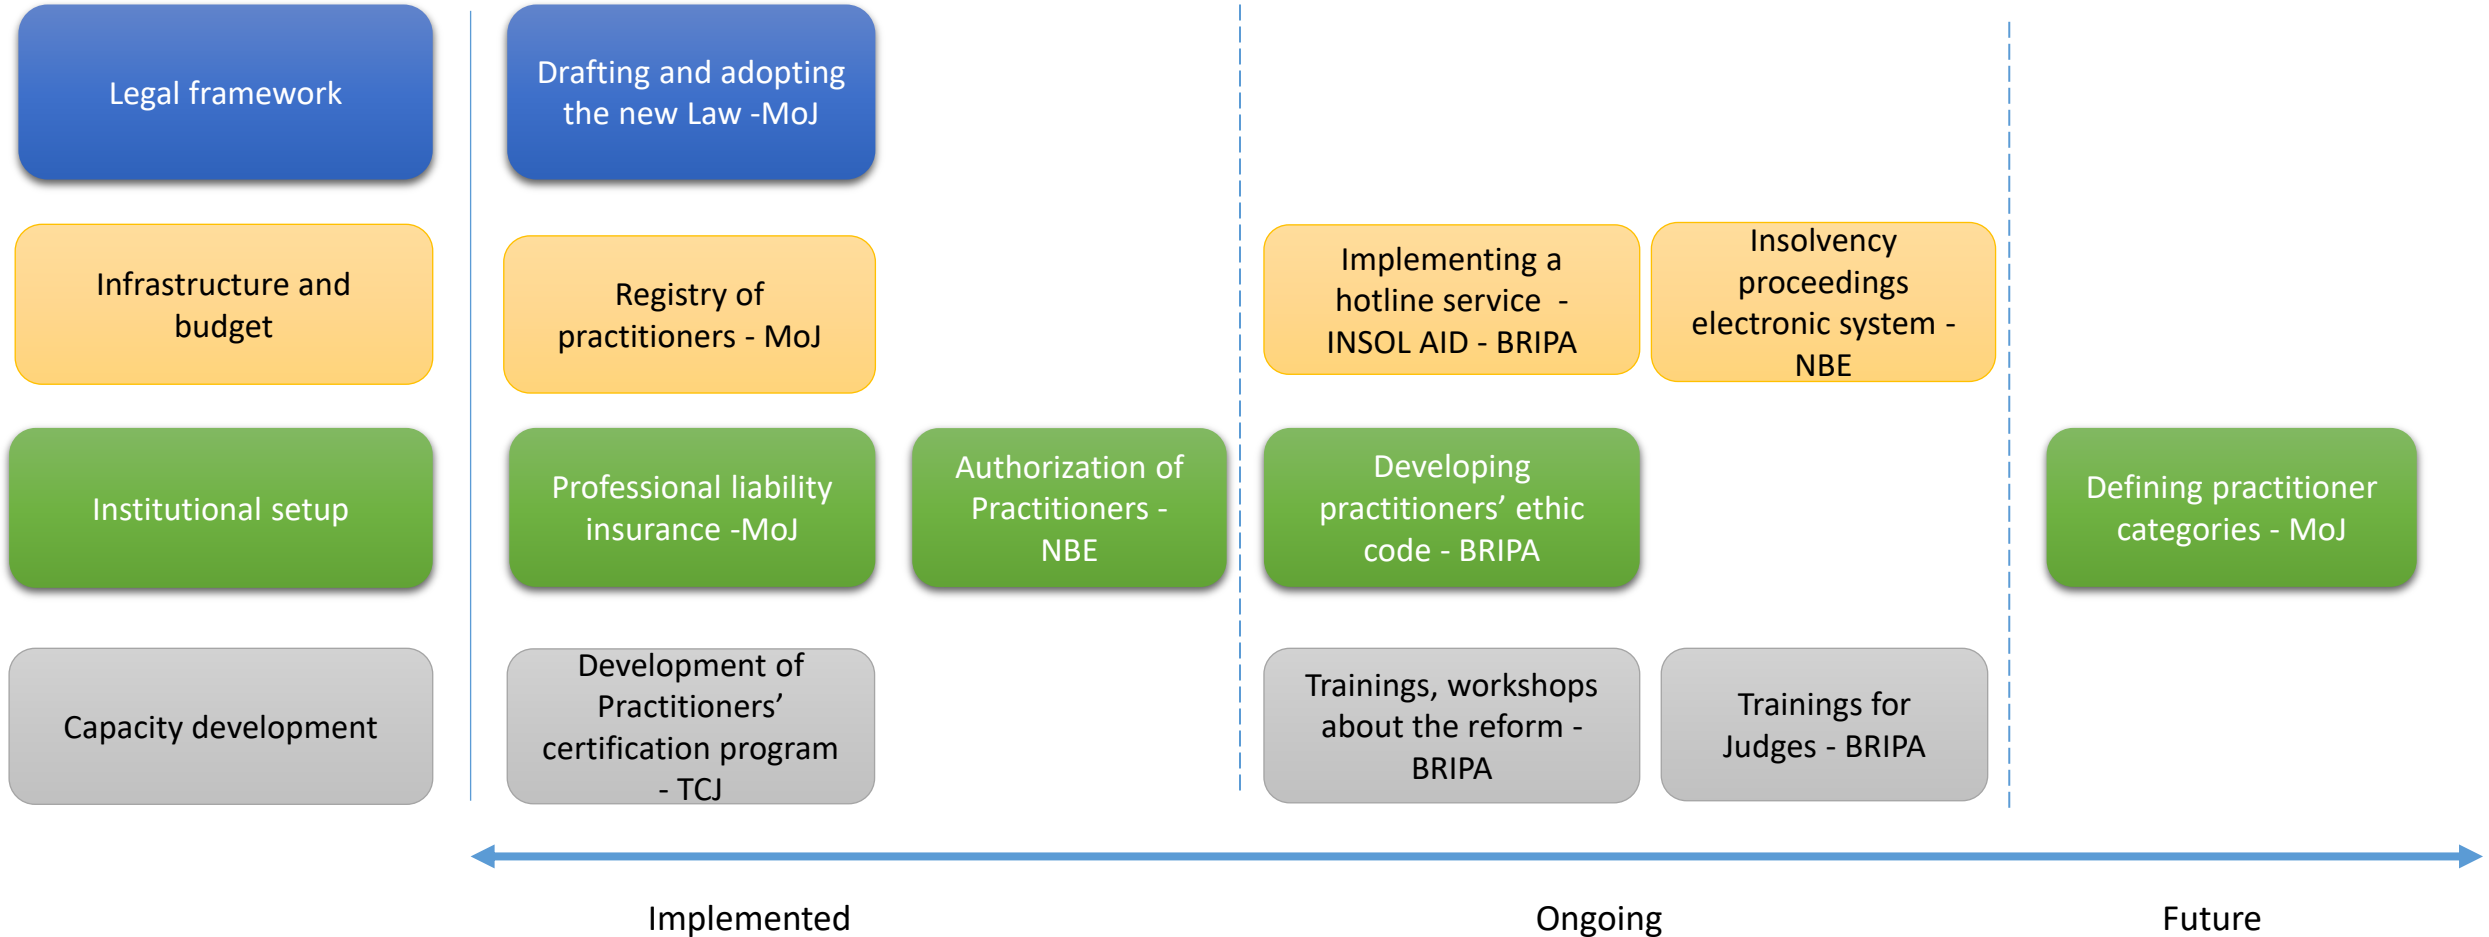 Legal framework
Drafting and adopting
the new Law -MoJ
Infrastructure and
budget
Registry of
practitioners - MoJ
Implementing a
hotline service -
INSOL AID - BRIPA
Insolvency
proceedings
electronic system -
NBE
Institutional setup
Professional liability
insurance -MoJ
Authorization of
Practitioners -
NBE
Developing
practitioners’ ethic
code - BRIPA
Defining practitioner
categories - MoJ
Capacity development
Development of
Practitioners’
certification program
- TCJ
Trainings, workshops
about the reform -
BRIPA
Trainings for
Judges - BRIPA
Implemented
Ongoing
Future